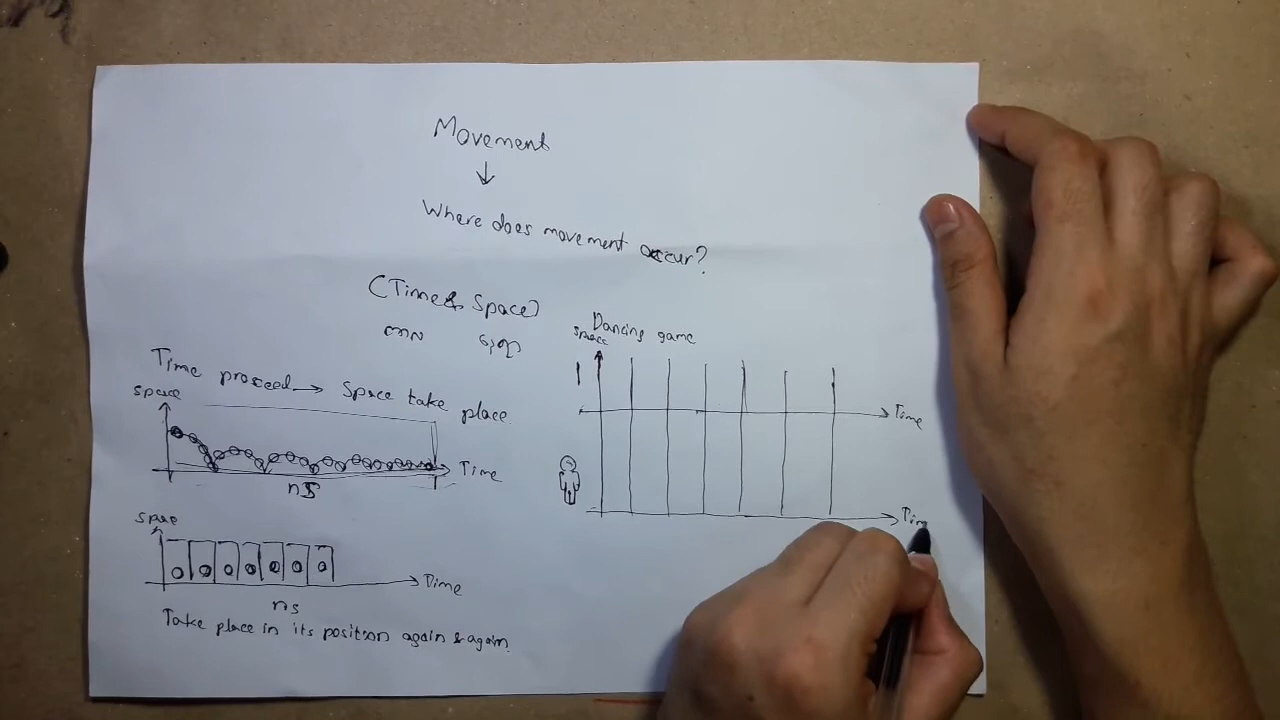 Movement
Where does movement occur?
(Time & Space)
Time proceed → Space take place
space
Time
ns
space
Time
ns
Take place in its position again & again.
Dancing game
space
Time
Tim